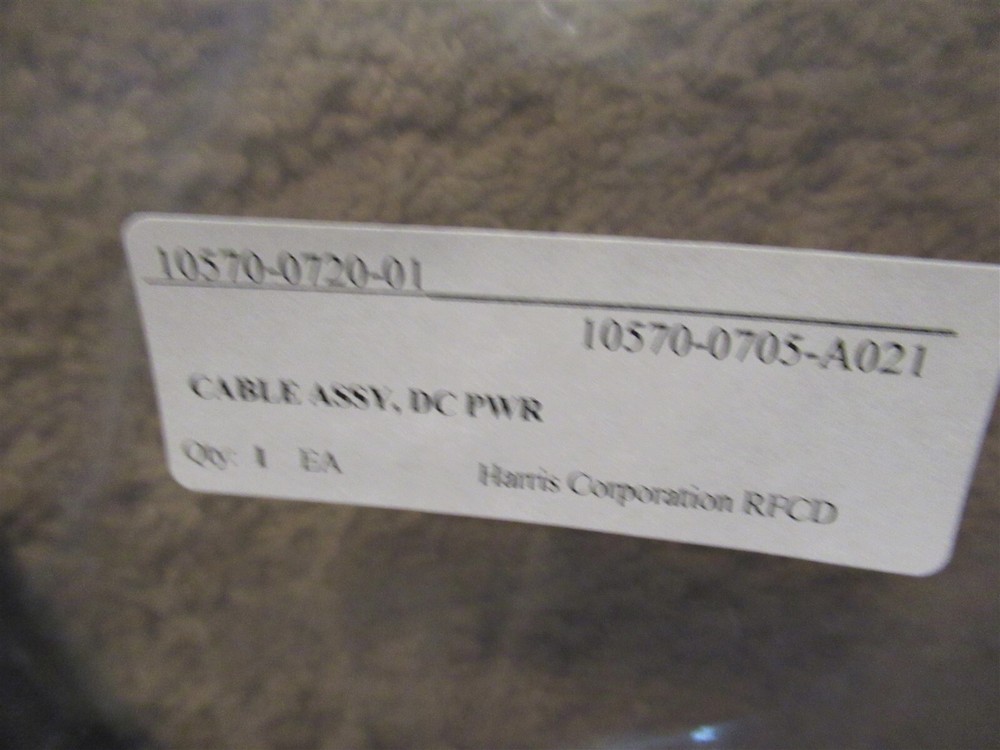 10570-0720-01
10570-0705-A021
CABLE ASSY, DC PWR
Qty: 1 EA
Harris Corporation RFCD